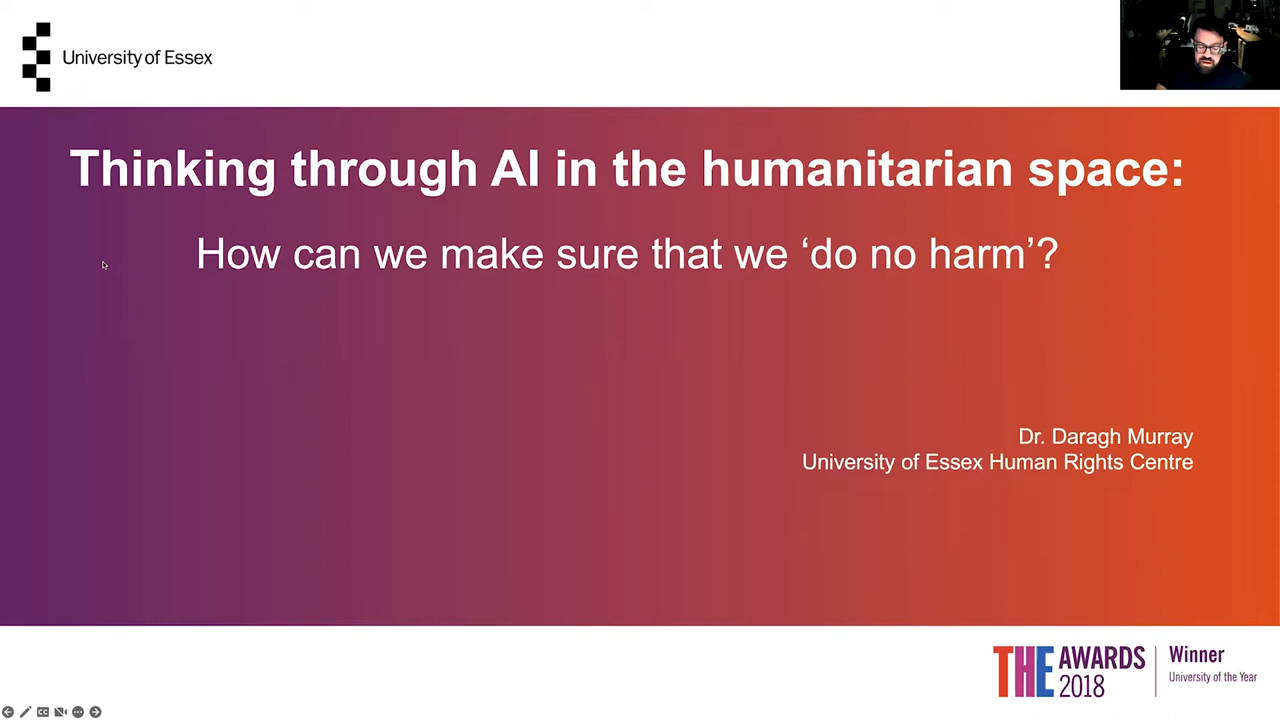 University of Essex
Thinking through AI in the humanitarian space:
How can we make sure that we ‘do no harm’?
Dr. Daragh Murray
University of Essex Human Rights Centre
THE AWARDS 2018
Winner
University of the Year